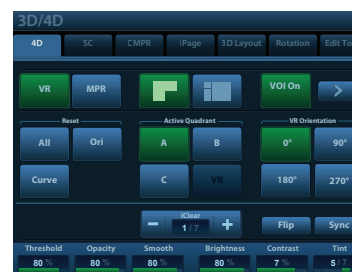 3D/4D
4D SC CMPR iPage 3D Layout Rotation Edit To
VR MPR VOI On
Reset Active Quadrant VR Orientation
All Ori A B 0° 90°
Curve C VR 180° 270°
iClear
1 / 7 Flip Sync
Threshold Opacity Smooth Brightness Contrast Tint
80 % 80 % 80 % 80 % 7 % 5 / 7